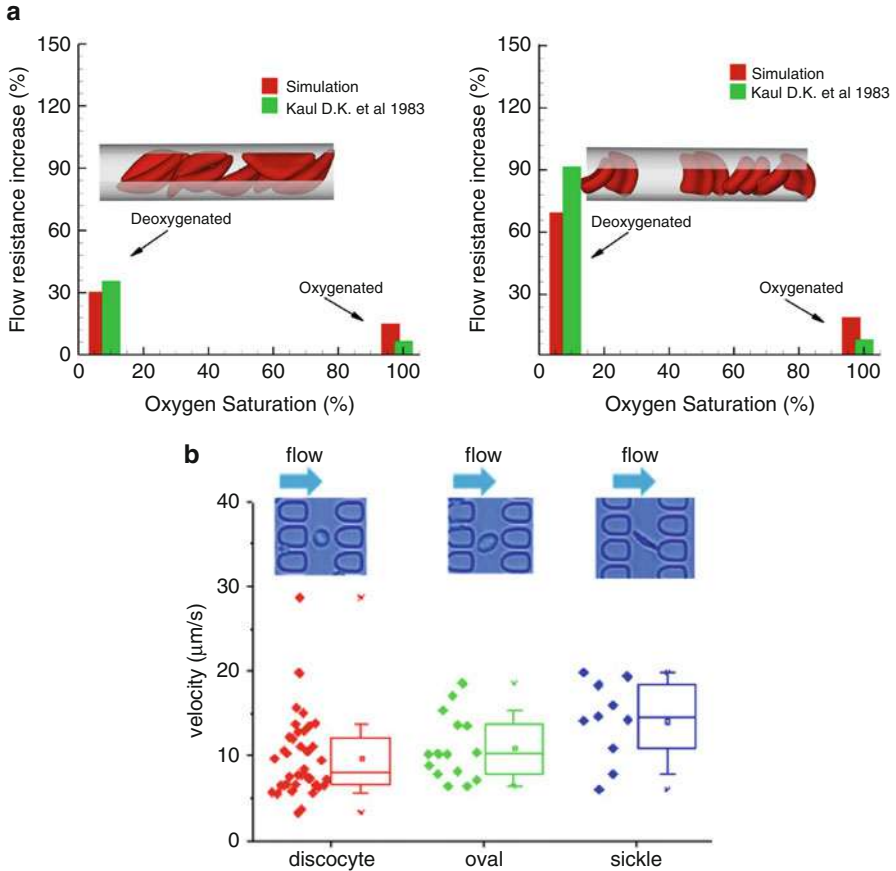 a
150
120
90
60
30
0
Flow resistance increase (%)
Simulation
Kaul D.K. et al 1983
Deoxygenated
Oxygenated
0 20 40 60 80 100
Oxygen Saturation (%)
150
120
90
60
30
Flow resistance increase (%)
Simulation
Kaul D.K. et al 1983
Deoxygenated
Oxygenated
0 20 40 60 80 100
Oxygen Saturation (%)
b
flow flow flow
40
30
20
10
0
velocity (μm/s)
discocyte oval sickle